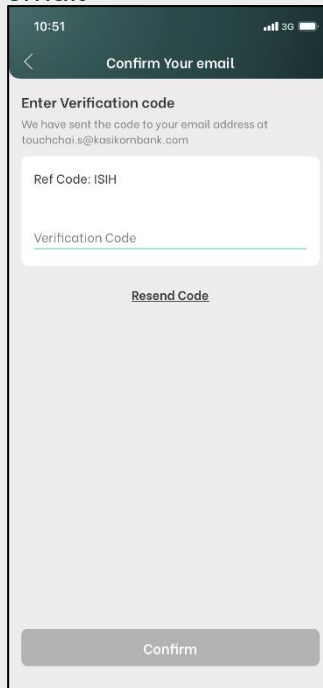 10:51
3G
Confirm Your email
Enter Verification code
We have sent the code to your email address at
touchchai.s@kasikornbank.com
Ref Code: ISIH
Verification Code
Resend Code
Confirm